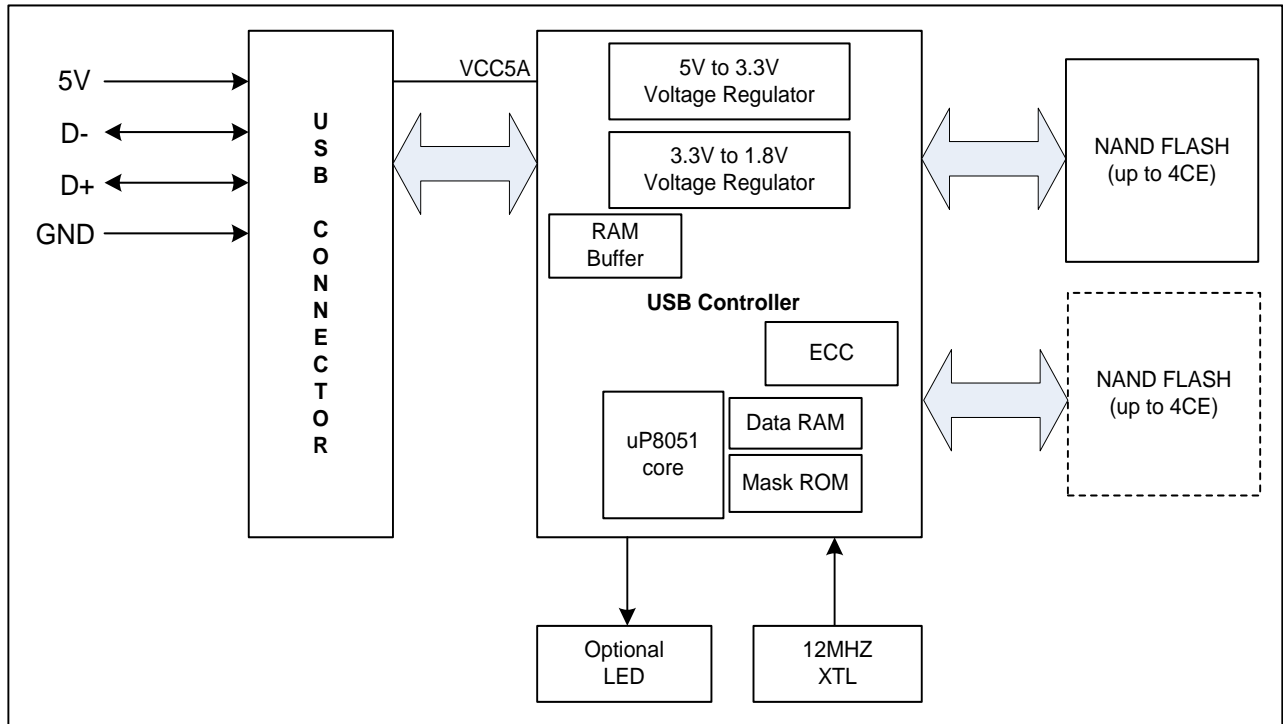 5V
D-
D+
GND
USB CONNECTOR
VCC5A
5V to 3.3V
Voltage Regulator
3.3V to 1.8V
Voltage Regulator
RAM
Buffer
USB Controller
ECC
uP8051
core
Data RAM
Mask ROM
NAND FLASH
(up to 4CE)
NAND FLASH
(up to 4CE)
Optional
LED
12MHZ
XTL